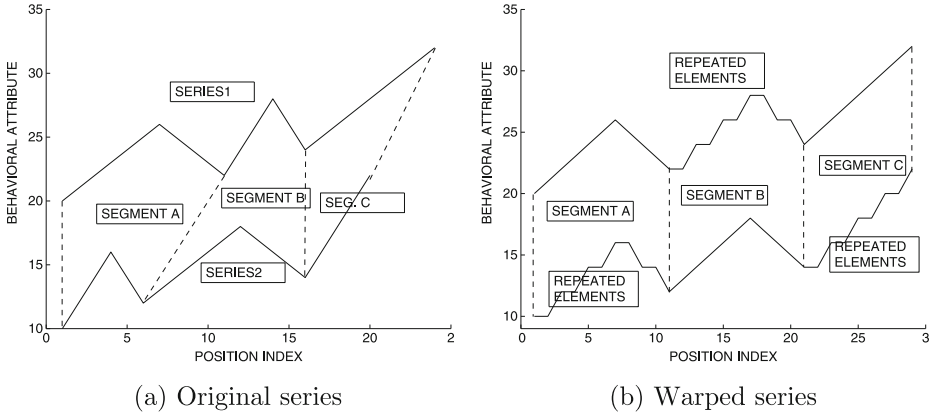 35
30
25
20
15
10
BEHAVIORAL ATTRIBUTE
SERIES1
SEGMENT A
SEGMENT B
SEG. C
SERIES2
0 5 10 15 20 2
POSITION INDEX
(a) Original series
35
30
25
20
15
10
BEHAVIORAL ATTRIBUTE
REPEATED
ELEMENTS
SEGMENT A
SEGMENT B
SEGMENT C
REPEATED
ELEMENTS
REPEATED
ELEMENTS
0 5 10 15 20 25 3
POSITION INDEX
(b) Warped series